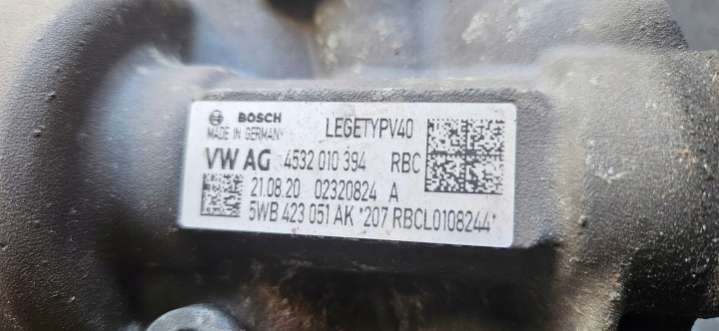 BOSCH LEGETYPV40
MADE IN GERMANY
VW AG 4532 010 394 RBC
21.08.20 02320824 A
5WB 423 051 AK *207 RBCL0108244*